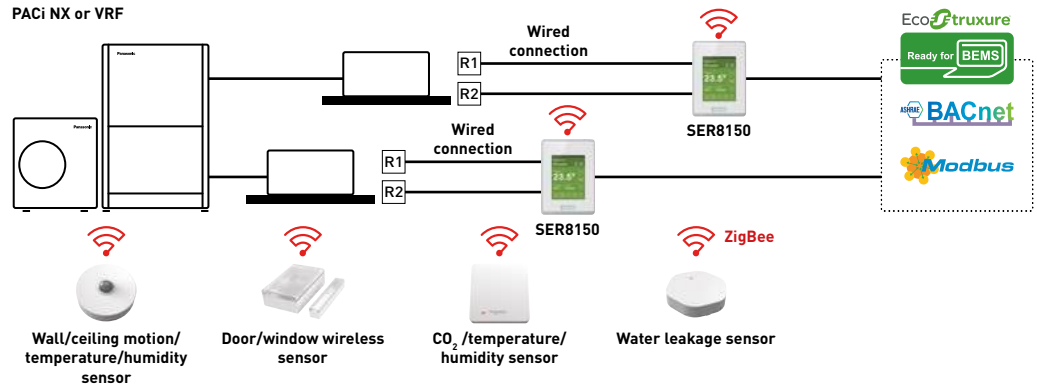 PACi NX or VRF
EcoStruxure
Ready for BEMS
Panasonic
Wired
connection
R1
R2
23.5°
SER8150
ASHRAE BACnet
Panasonic
Wired
connection
R1
R2
23.5°
SER8150
Modbus
ZigBee
Wall/ceiling motion/
temperature/humidity
sensor
Door/window wireless
sensor
CO₂ /temperature/
humidity sensor
Water leakage sensor